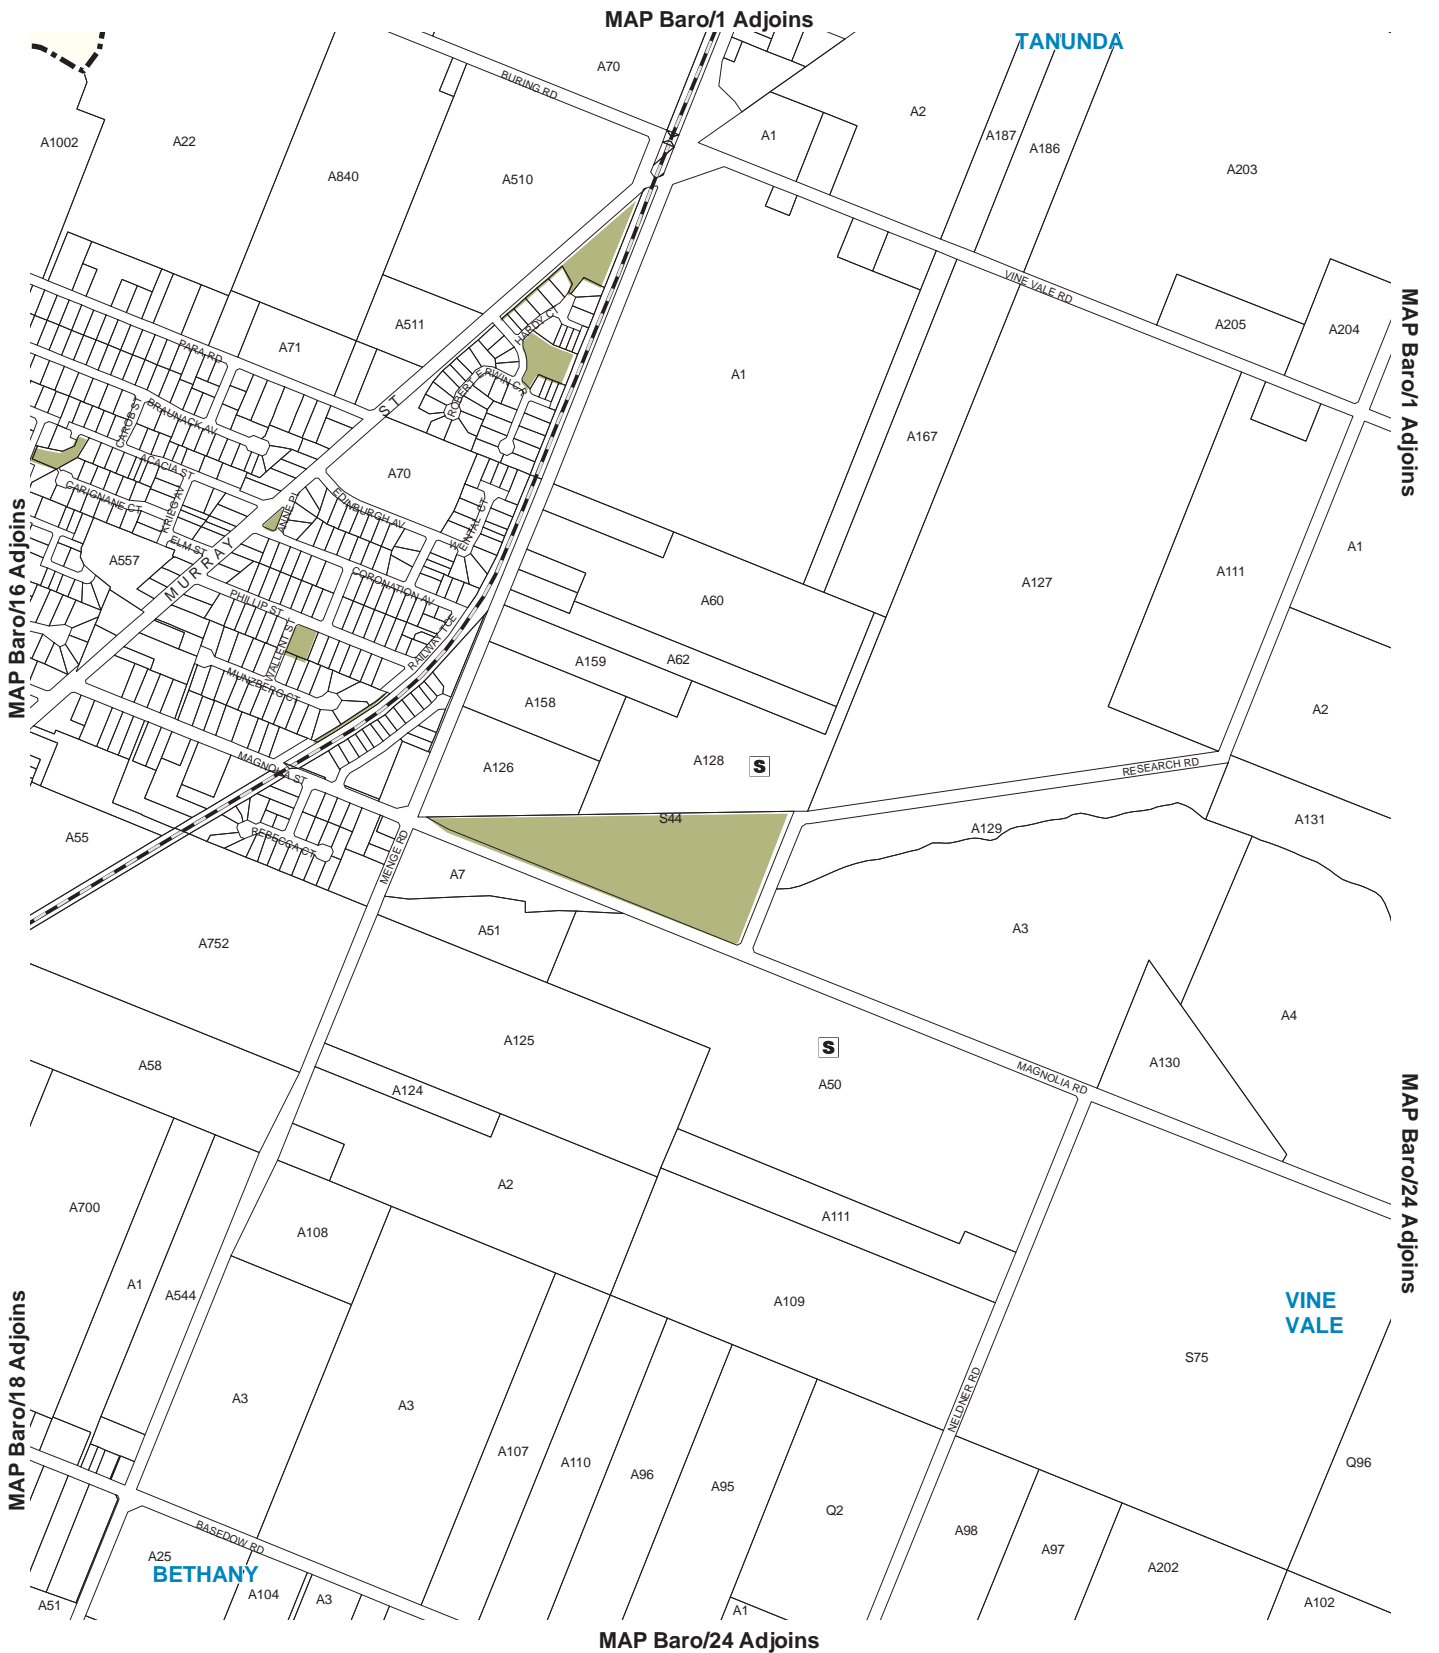 MAP Baro/1 Adjoins
TANUNDA
A70
BURING RD
A2
A1
A187
A186
A203
A1002
A22
A840
A510
VINE VALE RD
A205
A204
MAP Baro/1 Adjoins
A511
A71
HARDY CT
PARA RD
ROBERT ERWIN CR
A1
ST
CAROB ST
BRAUNACK AV
A167
ACACIA ST
A70
CARIGNANE CT
KRIEG AV
ANNE PL
EDINBURGH AV
WEINTAL CT
MAP Baro/16 Adjoins
ELM ST
MURRAY
A557
A1
A127
A111
CORONATION AV
PHILLIP ST
A60
WALLENT ST
RAILWAY TCE
A159
A62
MUNZBERG CT
A158
A2
A126
A128
S
RESEARCH RD
MAGNOLIA ST
S44
A129
A131
A55
REBECCA CT
MENGE RD
A7
A51
A3
A752
A125
S
A4
A58
A124
A50
MAGNOLIA RD
A130
MAP Baro/24 Adjoins
A2
A700
A111
A108
A1
A544
A109
VINE
VALE
MAP Baro/18 Adjoins
S75
A3
A3
NELDNER RD
A107
A110
A96
A95
Q96
Q2
A98
A97
BASEDOW RD
A25
BETHANY
A202
A104
A3
A51
A1
A102
MAP Baro/24 Adjoins